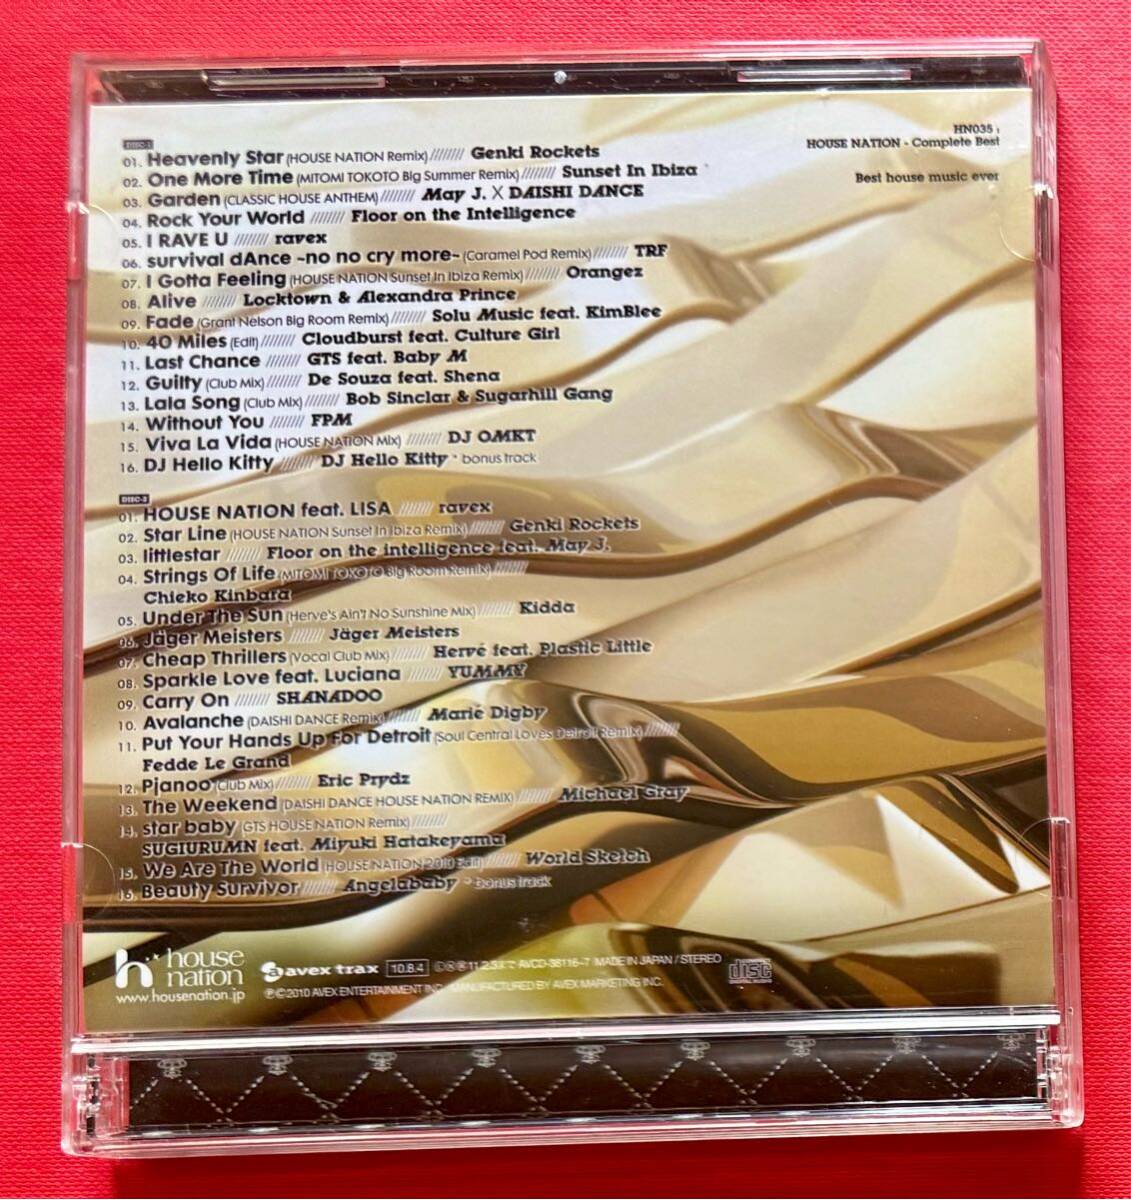 HN035
HOUSE NATION - Complete Best
Best house music ever
DISC-1
01. Heavenly Star (HOUSE NATION Remix) //////// Genki Rockets
02. One More Time (MITOMI TOKOTO Big Summer Remix) //////// Sunset In Ibiza
03. Garden (CLASSIC HOUSE ANTHEM) //////// May J. X DAISHI DANCE
04. Rock Your World //////// Floor on the Intelligence
05. I RAVE U //////// ravex
06. survival dAnce ~no no cry more~ (Caramel Pod Remix) //////// TRF
07. I Gotta Feeling (HOUSE NATION Sunset In Ibiza Remix) //////// Orangez
08. Alive //////// Locktown & Alexandra Prince
09. Fade (Grant Nelson Big Room Remix) //////// Solu Music feat. KimBlee
10. 40 Miles (Edit) //////// Cloudburst feat. Culture Girl
11. Last Chance //////// GTS feat. Baby M
12. Guilty (Club Mix) //////// De Souza feat. Shena
13. Lala Song (Club Mix) //////// Bob Sinclar & Sugarhill Gang
14. Without You //////// FPM
15. Viva La Vida (HOUSE NATION Mix) //////// DJ OMKT
16. DJ Hello Kitty //////// DJ Hello Kitty * bonus track
DISC-2
01. HOUSE NATION feat. LISA //////// ravex
02. Star Line (HOUSE NATION Sunset In Ibiza Remix) //////// Genki Rockets
03. littlestar //////// Floor on the intelligence feat. May J.
04. Strings Of Life (MITOMI TOKOTO Big Room Remix) ////////
Chieko Kinbara
05. Under The Sun (Herve's Ain't No Sunshine Mix) //////// Kidda
06. Jäger Meisters //////// Jäger Meisters
07. Cheap Thrillers (Vocal Club Mix) //////// Hervé feat. Plastic Little
08. Sparkle Love feat. Luciana //////// YUMMY
09. Carry On //////// SHANADOO
10. Avalanche (DAISHI DANCE Remix) //////// Marié Digby
11. Put Your Hands Up For Detroit (Soul Central Loves Detroit Remix) ////////
Fedde Le Grand
12. Pjanoo (Club Mix) //////// Eric Prydz
13. The Weekend (DAISHI DANCE HOUSE NATION REMIX) //////// Michael Gray
14. star baby (GTS HOUSE NATION Remix) ////////
SUGIURUMN feat. Miyuki Hatakeyama
15. We Are The World (HOUSE NATION 2010 Edit) //////// World Sketch
16. Beauty Survivor //////// Angelababy * bonus track
h house nation
www.housenation.jp
avex trax 10.8.4 AVCD-38116~7 MADE IN JAPAN / STEREO
℗©2010 AVEX ENTERTAINMENT INC. MANUFACTURED BY AVEX MARKETING INC.
disc
DIGITAL AUDIO